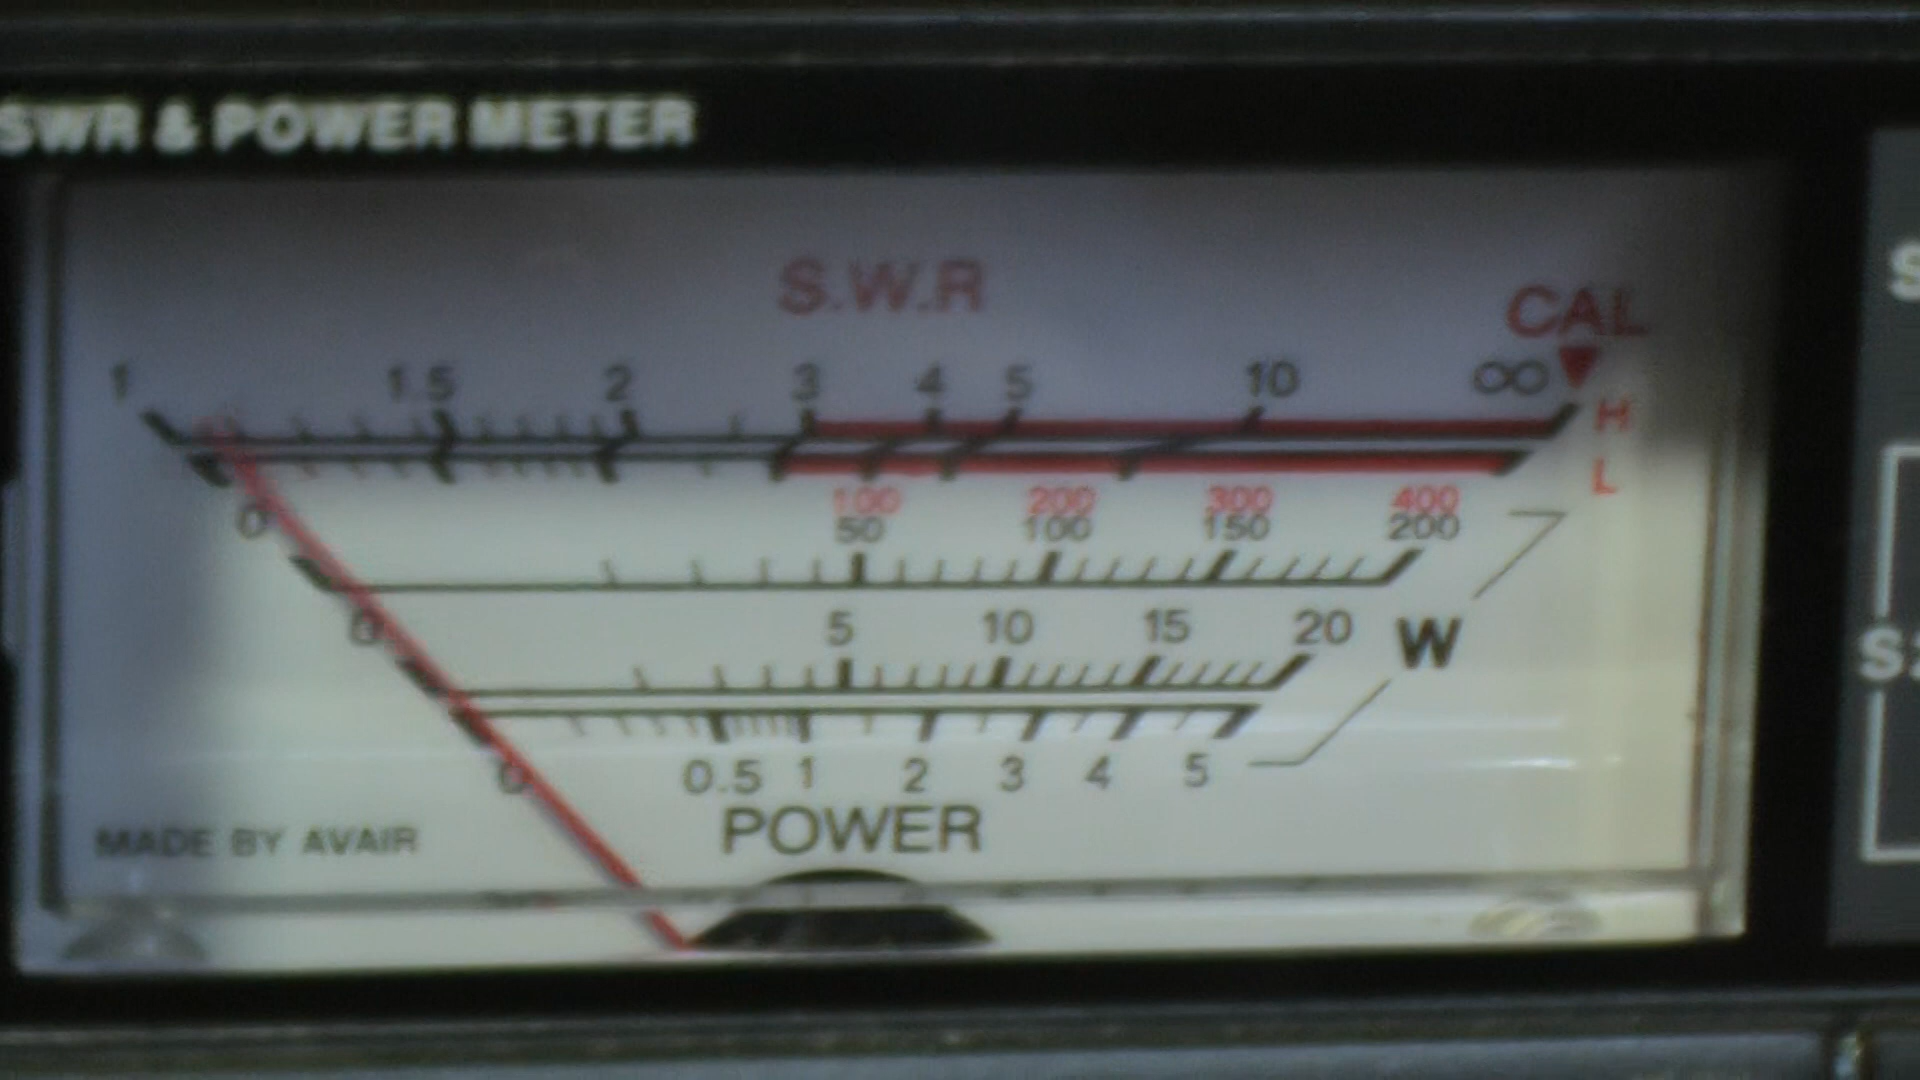 SWR & POWER METER
S.W.R
CAL
1 1.5 2 3 4 5 10 ∞
H
L
100 200 300 400
0 50 100 150 200
0 5 10 15 20
W
0 0.5 1 2 3 4 5
POWER
MADE BY AVAIR